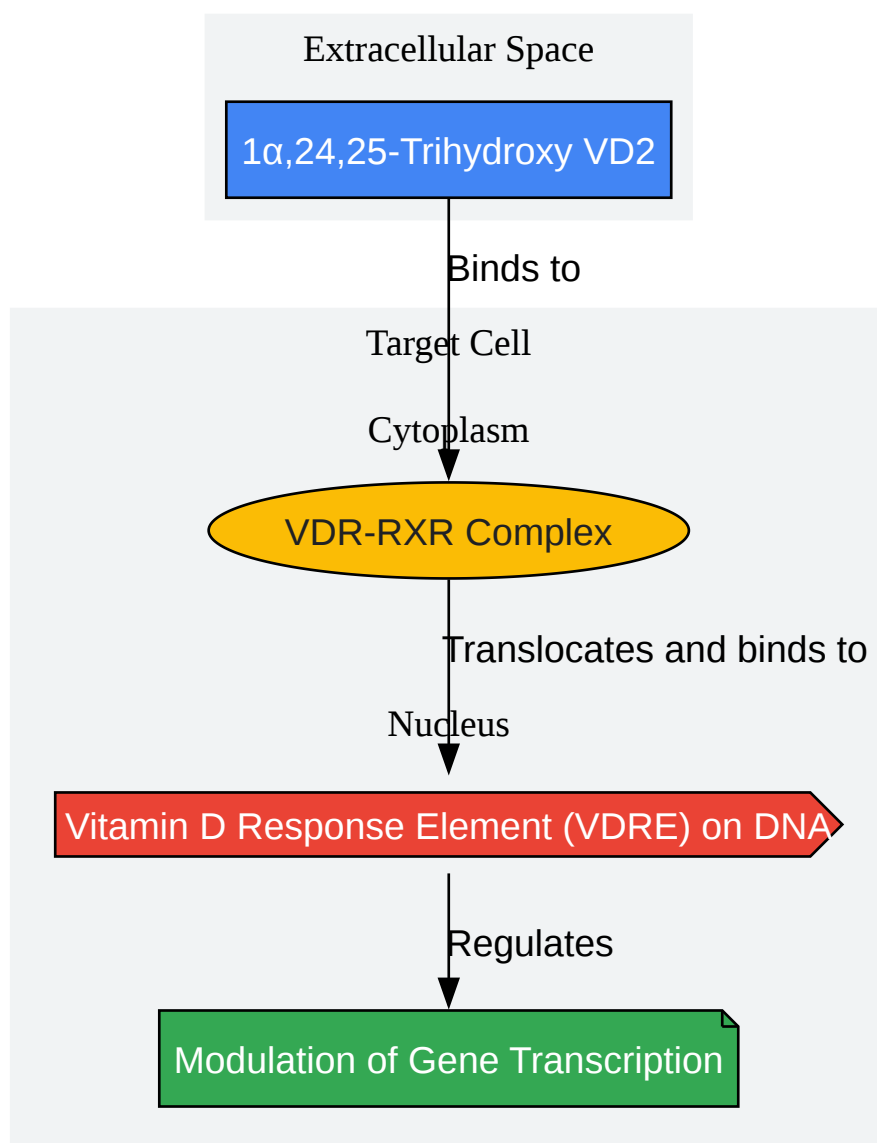 Extracellular Space
1α,24,25-Trihydroxy VD2
Binds to
Target Cell
Cytoplasm
VDR-RXR Complex
Translocates and binds to
Nucleus
Vitamin D Response Element (VDRE) on DNA
Regulates
Modulation of Gene Transcription